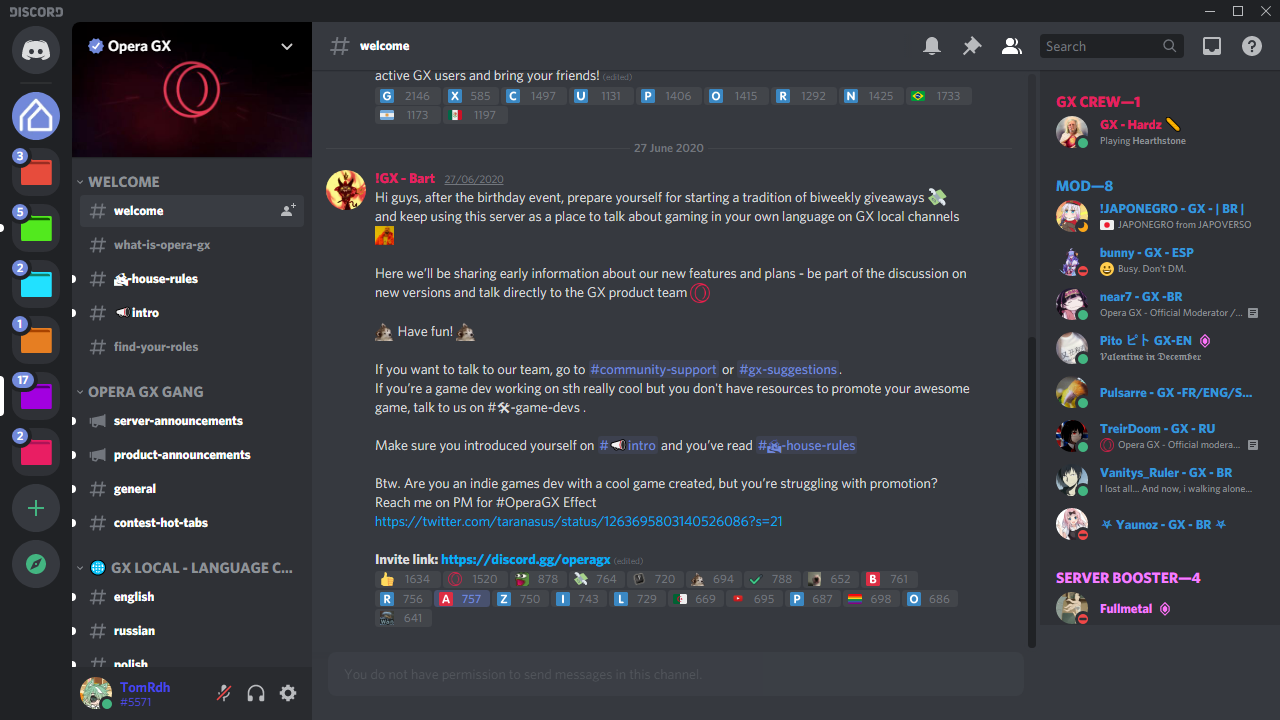 DISCORD
Opera GX
3
5
2
1
17
2
WELCOME
welcome
what-is-opera-gx
-house-rules
intro
find-your-roles
OPERA GX GANG
server-announcements
product-announcements
general
contest-hot-tabs
GX LOCAL - LANGUAGE C...
english
russian
polish
TomRdh
#5571
# welcome
Search
active GX users and bring your friends! (edited)
G 2146 X 585 C 1497 U 1131 P 1406 O 1415 R 1292 N 1425 1733
1173 1197
27 June 2020
!GX - Bart 27/06/2020
Hi guys, after the birthday event, prepare yourself for starting a tradition of biweekly giveaways
and keep using this server as a place to talk about gaming in your own language on GX local channels
Here we'll be sharing early information about our new features and plans - be part of the discussion on
new versions and talk directly to the GX product team
Have fun!
If you want to talk to our team, go to #community-support or #gx-suggestions .
If you're a game dev working on sth really cool but you don't have resources to promote your awesome
game, talk to us on #🛠-game-devs .
Make sure you introduced yourself on #📢intro and you've read #-house-rules
Btw. Are you an indie games dev with a cool game created, but you're struggling with promotion?
Reach me on PM for #OperaGX Effect
https://twitter.com/taranasus/status/1263695803140526086?s=21
Invite link: https://discord.gg/operagx (edited)
1634 1520 878 764 720 694 788 652 B 761
R 756 A 757 Z 750 I 743 L 729 669 695 P 687 698 O 686
641
You do not have permission to send messages in this channel.
GX CREW—1
GX - Hardz
Playing Hearthstone
MOD—8
!JAPONEGRO - GX - | BR |
JAPONEGRO from JAPOVERSO
bunny - GX - ESP
Busy. Don't DM.
near7 - GX -BR
Opera GX - Official Moderator /...
Pito ピト GX-EN
𝔙𝔞𝔩𝔢𝔫𝔱𝔦𝔫𝔢 𝔦𝔫 𝔇𝔢𝔠𝔢𝔪𝔟𝔢𝔯
Pulsarre - GX -FR/ENG/S...
TreirDoom - GX - RU
Opera GX - Official modera...
Vanitys_Ruler - GX - BR
I lost all... And now, i walking alone...
⛧ Yaunoz - GX - BR ⛧
SERVER BOOSTER—4
Fullmetal